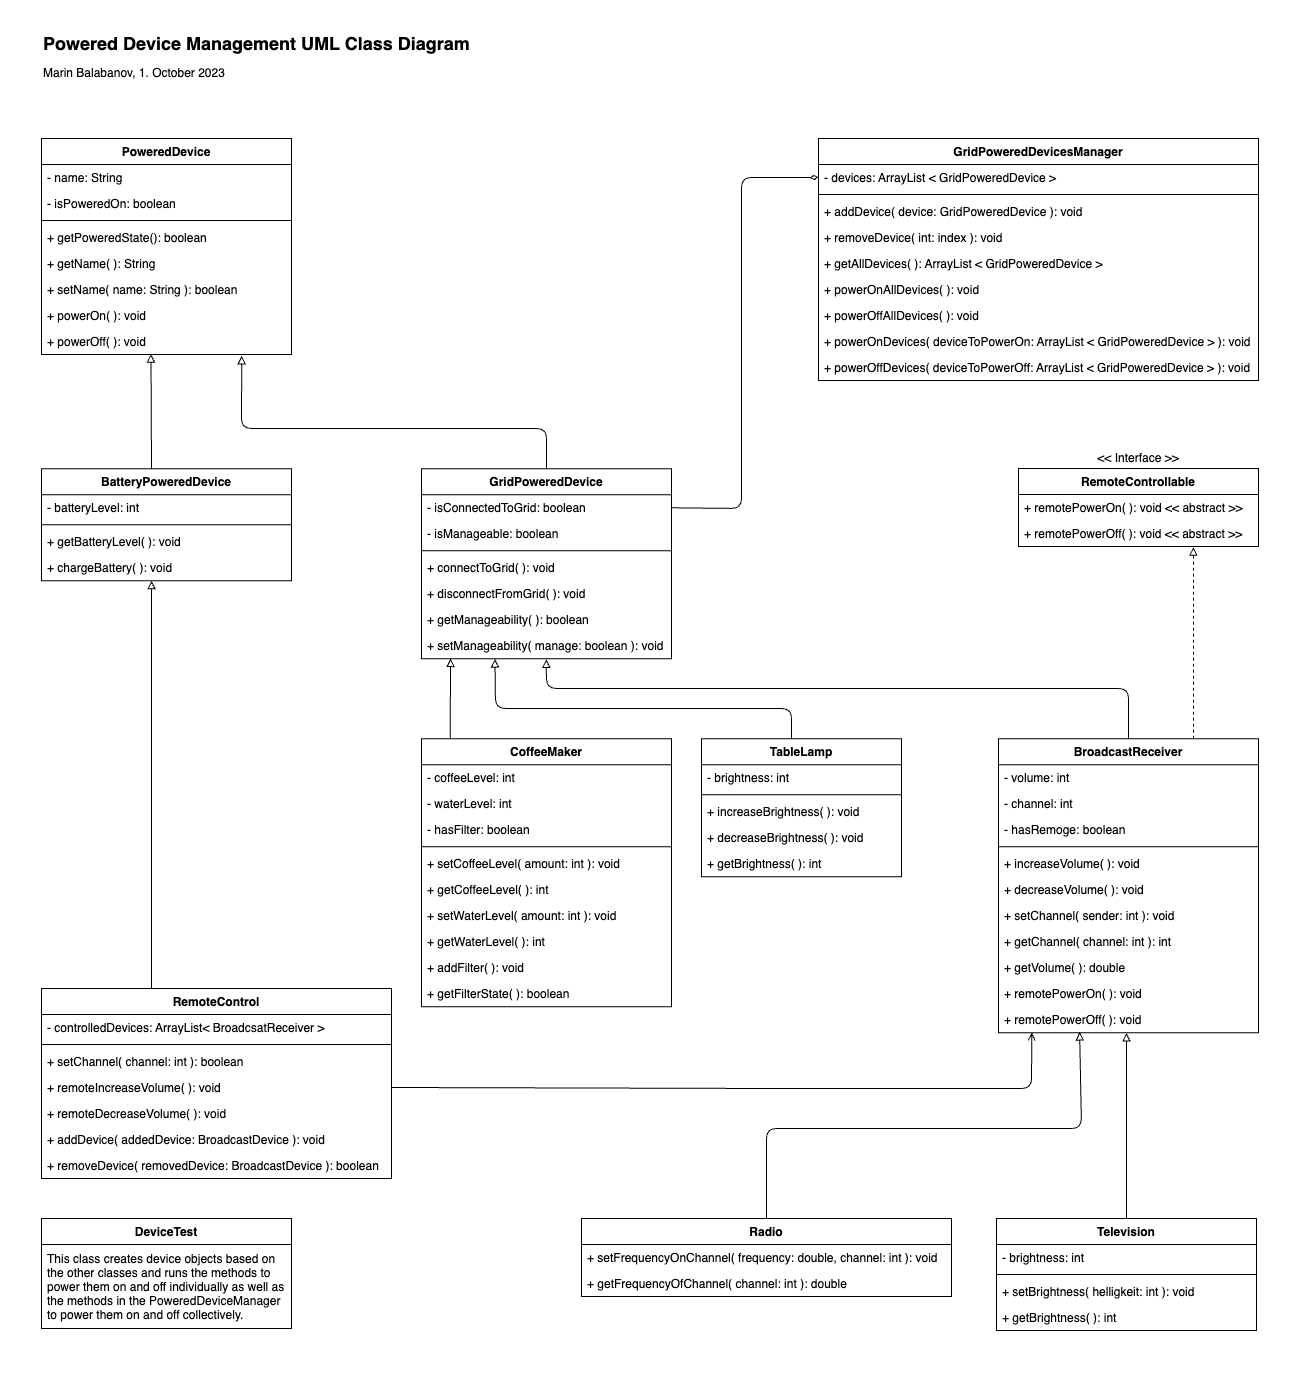 Powered Device Management UML Class Diagram
Marin Balabanov, 1. October 2023
PoweredDevice
- name: String
- isPoweredOn: boolean
+ getPoweredState(): boolean
+ getName( ): String
+ setName( name: String ): boolean
+ powerOn( ): void
+ powerOff( ): void
GridPoweredDevicesManager
- devices: ArrayList < GridPoweredDevice >
+ addDevice( device: GridPoweredDevice ): void
+ removeDevice( int: index ): void
+ getAllDevices( ): ArrayList < GridPoweredDevice >
+ powerOnAllDevices( ): void
+ powerOffAllDevices( ): void
+ powerOnDevices( deviceToPowerOn: ArrayList < GridPoweredDevice > ): void
+ powerOffDevices( deviceToPowerOff: ArrayList < GridPoweredDevice > ): void
BatteryPoweredDevice
- batteryLevel: int
+ getBatteryLevel( ): void
+ chargeBattery( ): void
GridPoweredDevice
- isConnectedToGrid: boolean
- isManageable: boolean
+ connectToGrid( ): void
+ disconnectFromGrid( ): void
+ getManageability( ): boolean
+ setManageability( manage: boolean ): void
<< Interface >>
RemoteControllable
+ remotePowerOn( ): void << abstract >>
+ remotePowerOff( ): void << abstract >>
CoffeeMaker
- coffeeLevel: int
- waterLevel: int
- hasFilter: boolean
+ setCoffeeLevel( amount: int ): void
+ getCoffeeLevel( ): int
+ setWaterLevel( amount: int ): void
+ getWaterLevel( ): int
+ addFilter( ): void
+ getFilterState( ): boolean
TableLamp
- brightness: int
+ increaseBrightness( ): void
+ decreaseBrightness( ): void
+ getBrightness( ): int
BroadcastReceiver
- volume: int
- channel: int
- hasRemoge: boolean
+ increaseVolume( ): void
+ decreaseVolume( ): void
+ setChannel( sender: int ): void
+ getChannel( channel: int ): int
+ getVolume( ): double
+ remotePowerOn( ): void
+ remotePowerOff( ): void
RemoteControl
- controlledDevices: ArrayList< BroadcsatReceiver >
+ setChannel( channel: int ): boolean
+ remoteIncreaseVolume( ): void
+ remoteDecreaseVolume( ): void
+ addDevice( addedDevice: BroadcastDevice ): void
+ removeDevice( removedDevice: BroadcastDevice ): boolean
DeviceTest
This class creates device objects based on
the other classes and runs the methods to
power them on and off individually as well as
the methods in the PoweredDeviceManager
to power them on and off collectively.
Radio
+ setFrequencyOnChannel( frequency: double, channel: int ): void
+ getFrequencyOfChannel( channel: int ): double
Television
- brightness: int
+ setBrightness( helligkeit: int ): void
+ getBrightness( ): int